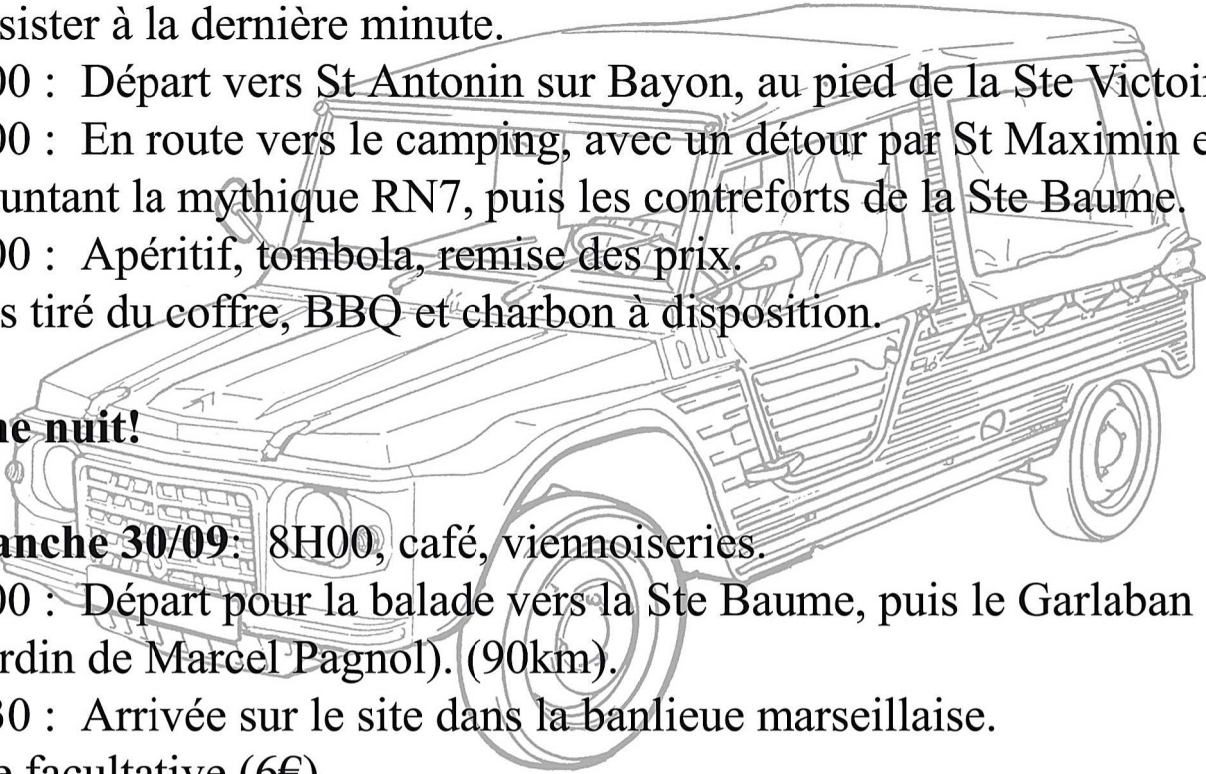 sister à la dernière minute.
00 : Départ vers St Antonin sur Bayon, au pied de la Ste Victoi
00 : En route vers le camping, avec un détour par St Maximin e
untant la mythique RN7, puis les contreforts de la Ste Baume.
00 : Apéritif, tombola, remise des prix.
s tiré du coffre, BBQ et charbon à disposition.
ne nuit!
anche 30/09: 8H00, café, viennoiseries.
00 : Départ pour la balade vers la Ste Baume, puis le Garlaban
rdin de Marcel Pagnol). (90km).
30 : Arrivée sur le site dans la banlieue marseillaise.
e facultative (6€)